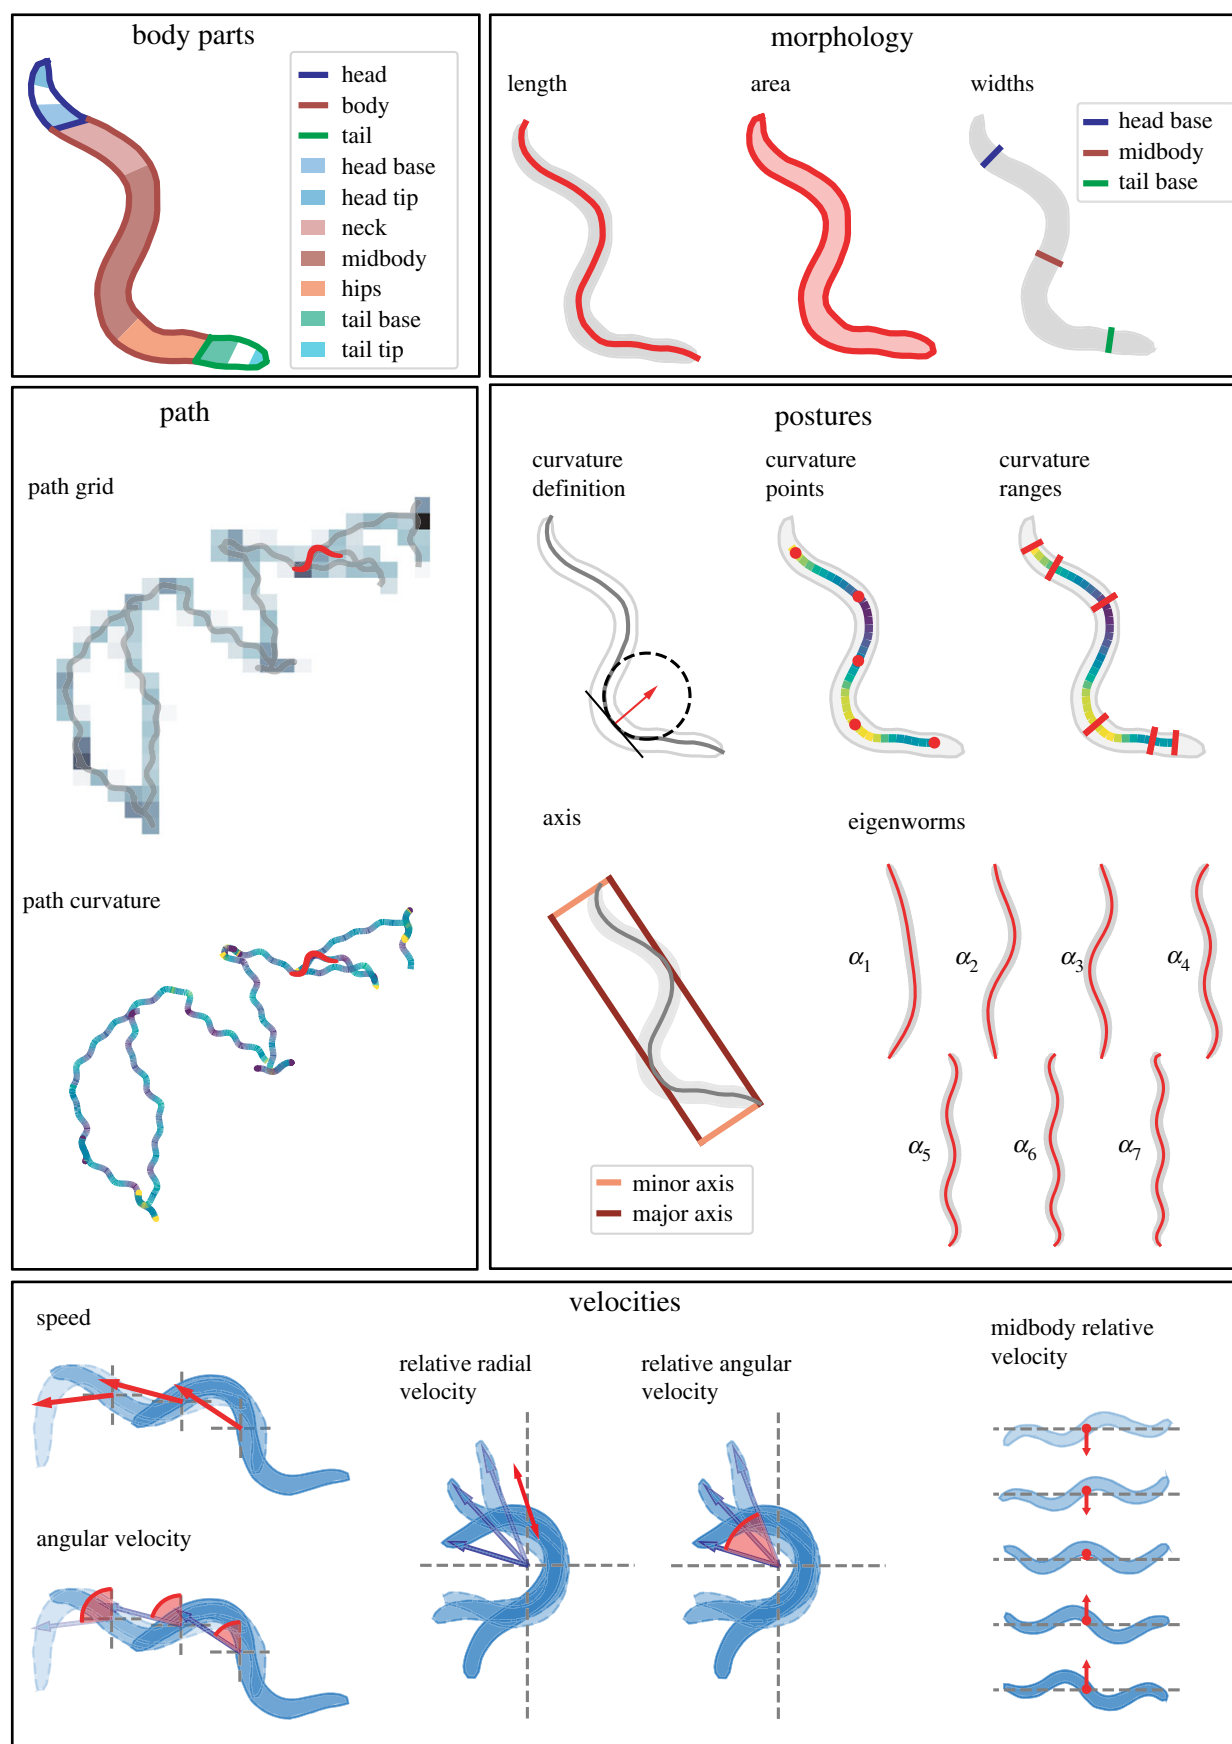 body parts
head
body
tail
head base
head tip
neck
midbody
hips
tail base
tail tip
morphology
length
area
widths
head base
midbody
tail base
path
path grid
path curvature
postures
curvature
definition
curvature
points
curvature
ranges
axis
minor axis
major axis
eigenworms
α1
α2
α3
α4
α5
α6
α7
velocities
speed
angular velocity
relative radial
velocity
relative angular
velocity
midbody relative
velocity